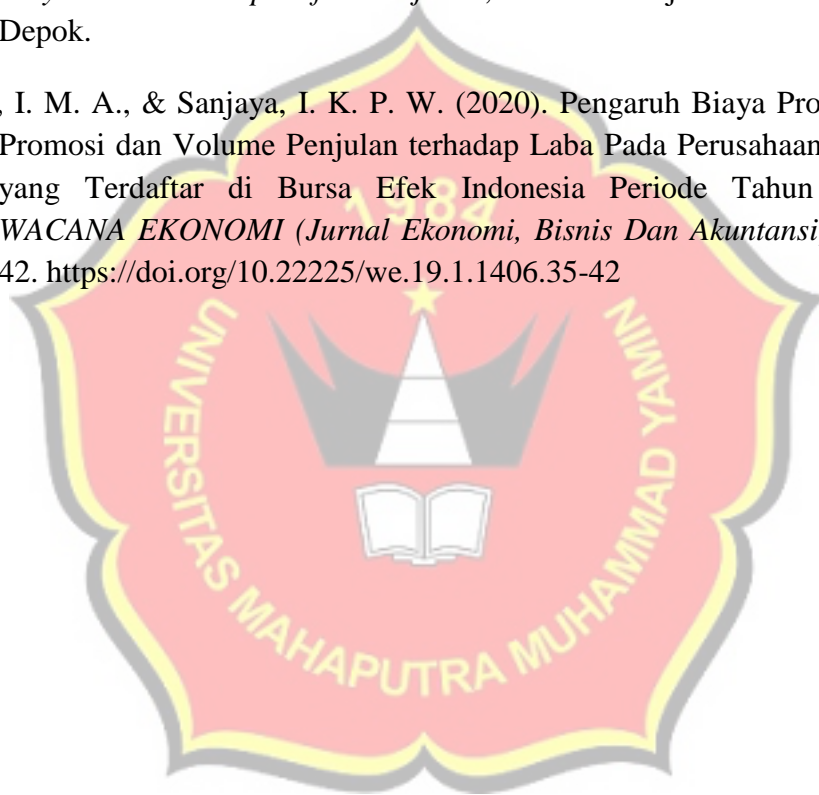 Depok.
, I. M. A., & Sanjaya, I. K. P. W. (2020). Pengaruh Biaya Pro
Promosi dan Volume Penjulan terhadap Laba Pada Perusahaan
yang Terdaftar di Bursa Efek Indonesia Periode Tahun
WACANA EKONOMI (Jurnal Ekonomi, Bisnis Dan Akuntansi
42. https://doi.org/10.22225/we.19.1.1406.35-42
1984
UNIVERSITAS MAHAPUTRA MUHAMMAD YAMIN